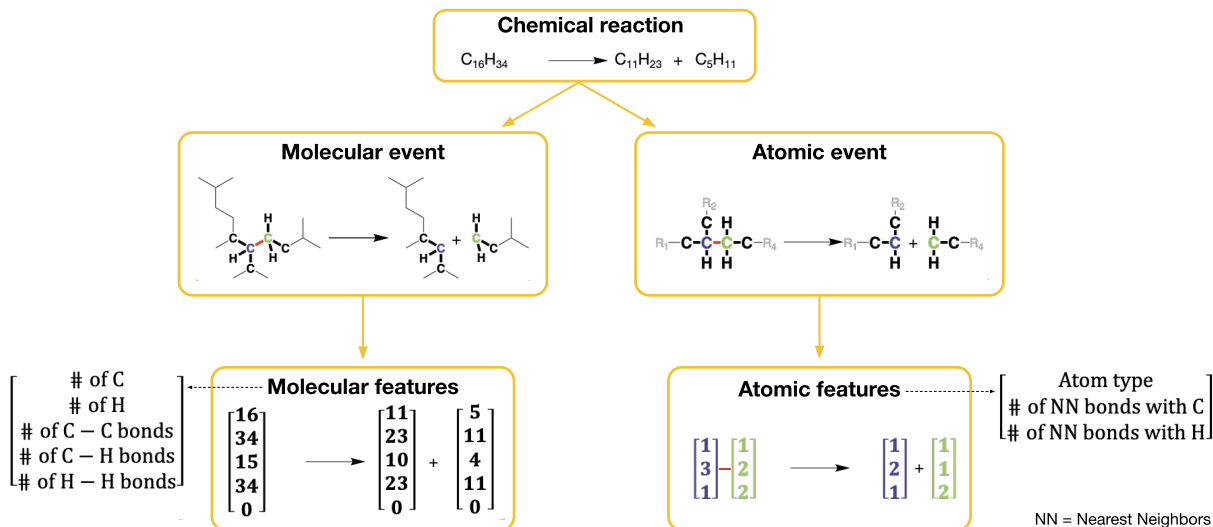 Chemical reaction
C₁₆H₃₄ ⟶ C₁₁H₂₃ + C₅H₁₁
Molecular event
H
C C
C C
H H
C
+
H
C
C C
H
C
H
C C
H
Atomic event
R₂
C H
R₁—C—C—C—C—R₄
H H
R₂
C
R₁—C—C
H
+
H
C—C—R₄
H
# of C
# of H
# of C − C bonds
# of C − H bonds
# of H − H bonds
Molecular features
16 11 5
34 23 11
15 10 + 4
34 23 11
0 0 0
Atomic features
1 1 1 1
3 2 2 + 1
1 2 1 2
Atom type
# of NN bonds with C
# of NN bonds with H
NN = Nearest Neighbors